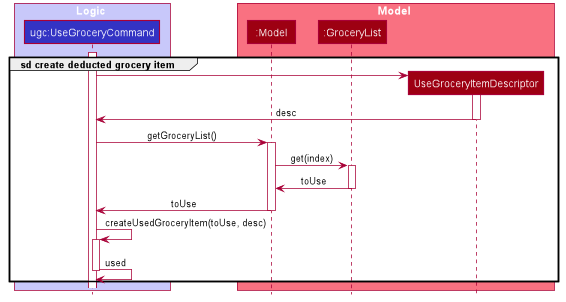 Logic
Model
ugc:UseGroceryCommand
:Model
:GroceryList
sd create deducted grocery item
UseGroceryItemDescriptor
desc
getGroceryList()
get(index)
toUse
toUse
createUsedGroceryItem(toUse, desc)
used